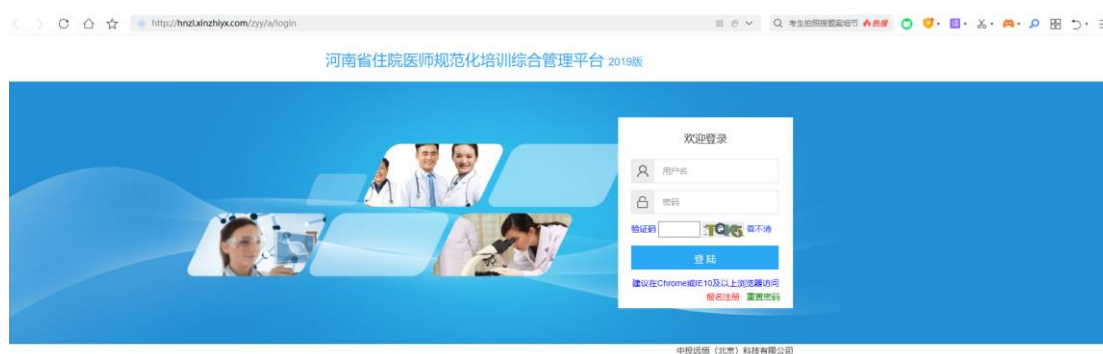 http://hnzl.xinzhiyx.com/zyy/a/login
考生拍照搜题案细节 热搜
河南省住院医师规范化培训综合管理平台 2019版
欢迎登录
用户名
密码
验证码 TQH5 看不清
登 陆
建议在Chrome或IE10及以上浏览器访问
报名注册 重置密码
中投远恒（北京）科技有限公司